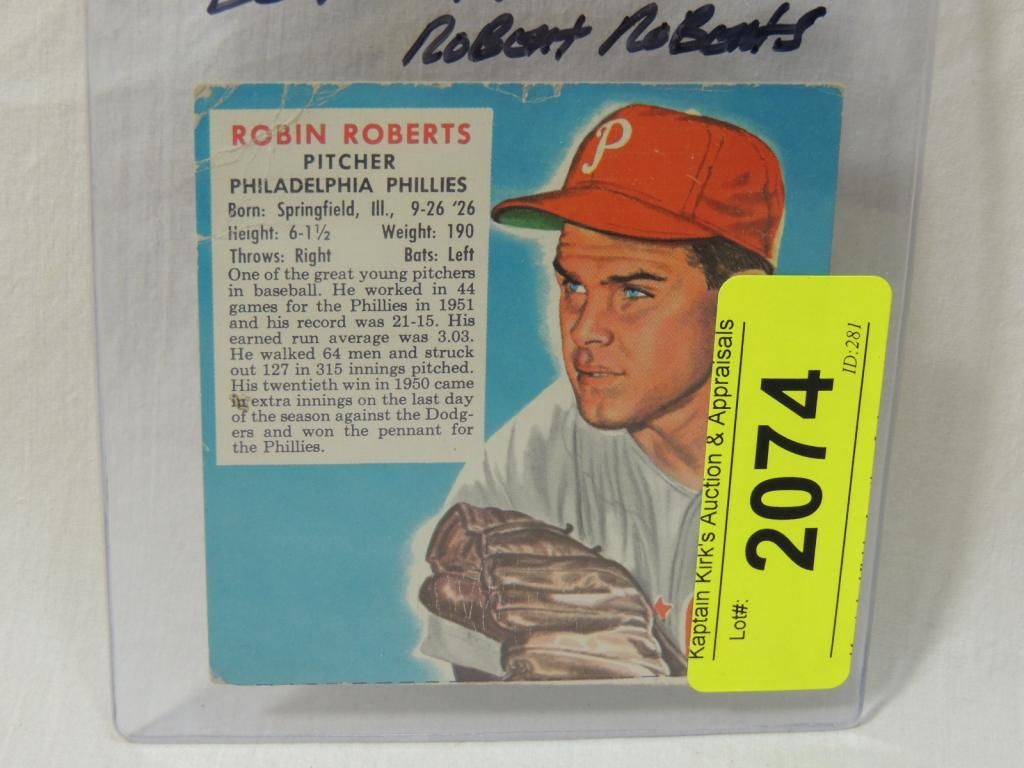 RoBert RoBerts
ROBIN ROBERTS
PITCHER
PHILADELPHIA PHILLIES
Born: Springfield, Ill., 9-26 '26
Height: 6-1½ Weight: 190
Throws: Right Bats: Left
One of the great young pitchers
in baseball. He worked in 44
games for the Phillies in 1951
and his record was 21-15. His
earned run average was 3.03.
He walked 64 men and struck
out 127 in 315 innings pitched.
His twentieth win in 1950 came
in extra innings on the last day
of the season against the Dodg-
ers and won the pennant for
the Phillies.
P
Kaptain Kirk's Auction & Appraisals
Lot#:
2074
ID:281